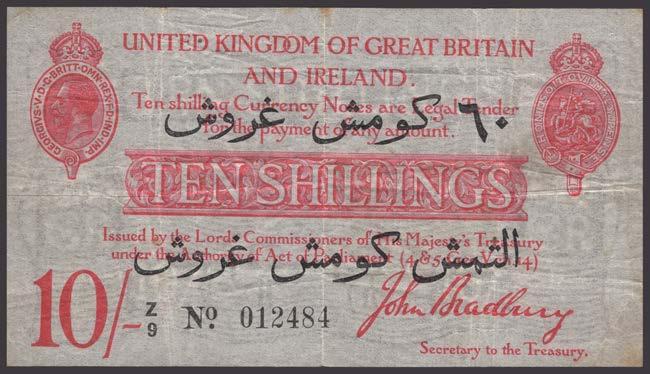 UNITED KINGDOM OF GREAT BRITAIN
AND IRELAND.
GEORGIVS·V·D·G·BRITT·OMN·REX·F·D·IND·IMP·
Ten shilling Currency Notes are Legal Tender
٦٠ كومش غروش
for the payment of any amount.
TEN SHILLINGS
Issued by the Lords Commissioners of His Majesty's Treasury
under the Authority of Act of Parliament (4 & 5 Geo.V.ch.14)
التمش كومش غروش
10/- Z/9 Nº 012484
John Bradbury
Secretary to the Treasury.